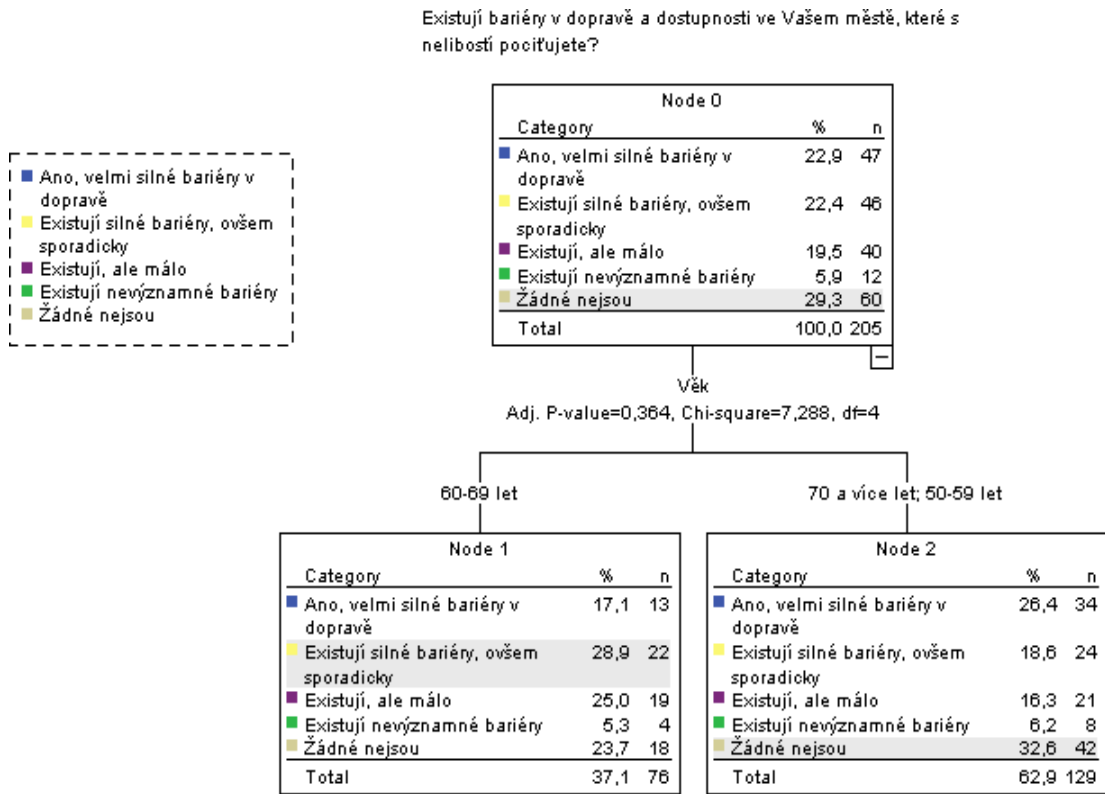 Existují bariéry v dopravě a dostupnosti ve Vašem městě, které s
nelibostí pociťujete?
Ano, velmi silné bariéry v
dopravě
Existují silné bariéry, ovšem
sporadicky
Existují, ale málo
Existují nevýznamné bariéry
Žádné nejsou
Node 0
Category % n
Ano, velmi silné bariéry v 22,9 47
dopravě
Existují silné bariéry, ovšem 22,4 46
sporadicky
Existují, ale málo 19,5 40
Existují nevýznamné bariéry 5,9 12
Žádné nejsou 29,3 60
Total 100,0 205
Věk
Adj. P-value=0,364, Chi-square=7,288, df=4
60-69 let
70 a více let; 50-59 let
Node 1
Category % n
Ano, velmi silné bariéry v 17,1 13
dopravě
Existují silné bariéry, ovšem 28,9 22
sporadicky
Existují, ale málo 25,0 19
Existují nevýznamné bariéry 5,3 4
Žádné nejsou 23,7 18
Total 37,1 76
Node 2
Category % n
Ano, velmi silné bariéry v 26,4 34
dopravě
Existují silné bariéry, ovšem 18,6 24
sporadicky
Existují, ale málo 16,3 21
Existují nevýznamné bariéry 6,2 8
Žádné nejsou 32,6 42
Total 62,9 129